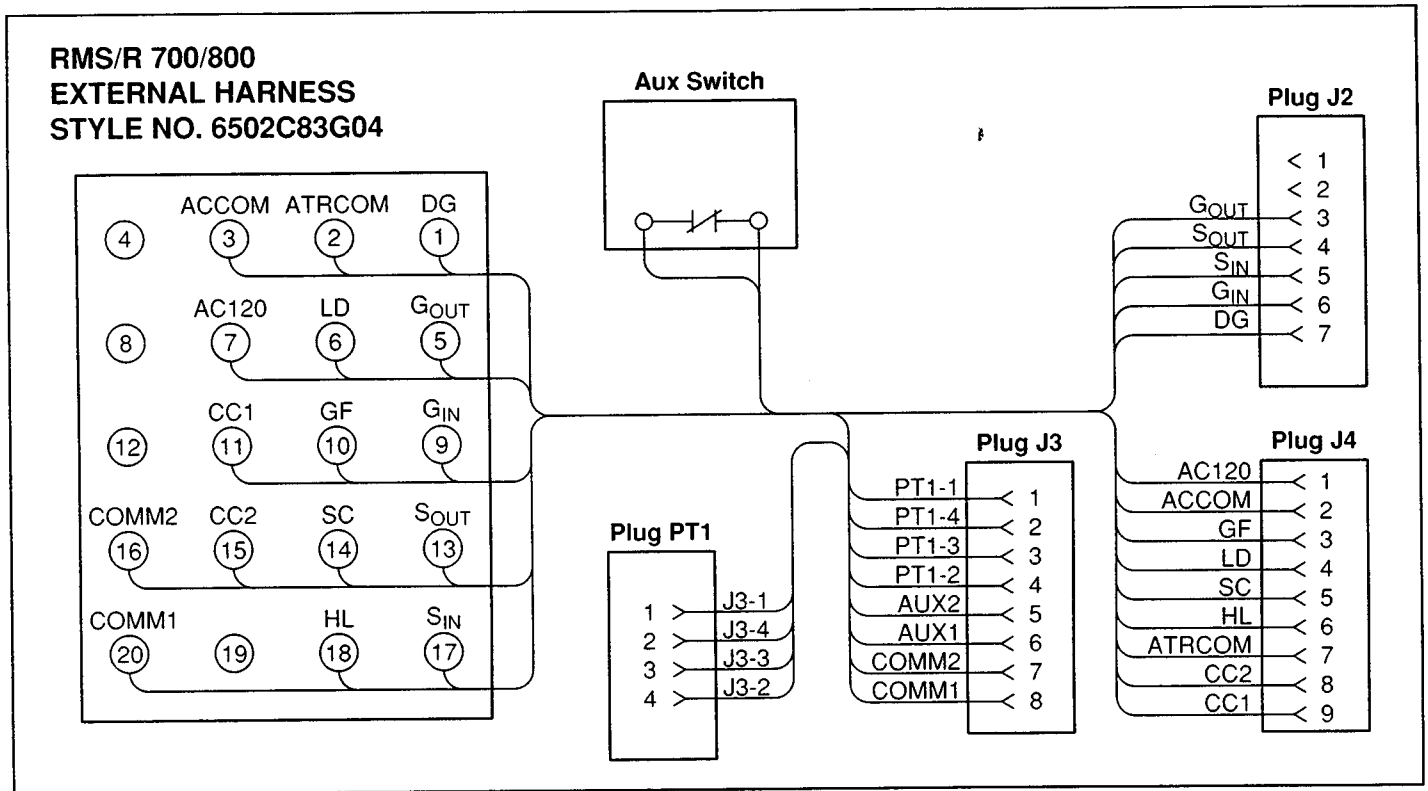 RMS/R 700/800
EXTERNAL HARNESS
STYLE NO. 6502C83G04
ACCOM ATRCOM DG
4 3 2 1
AC120 LD GOUT
8 7 6 5
CC1 GF GIN
12 11 10 9
COMM2 CC2 SC SOUT
16 15 14 13
COMM1 HL SIN
20 19 18 17
Aux Switch
Plug PT1
1 J3-1
2 J3-4
3 J3-3
4 J3-2
Plug J3
PT1-1 1
PT1-4 2
PT1-3 3
PT1-2 4
AUX2 5
AUX1 6
COMM2 7
COMM1 8
Plug J2
1
2
GOUT 3
SOUT 4
SIN 5
GIN 6
DG 7
Plug J4
AC120 1
ACCOM 2
GF 3
LD 4
SC 5
HL 6
ATRCOM 7
CC2 8
CC1 9